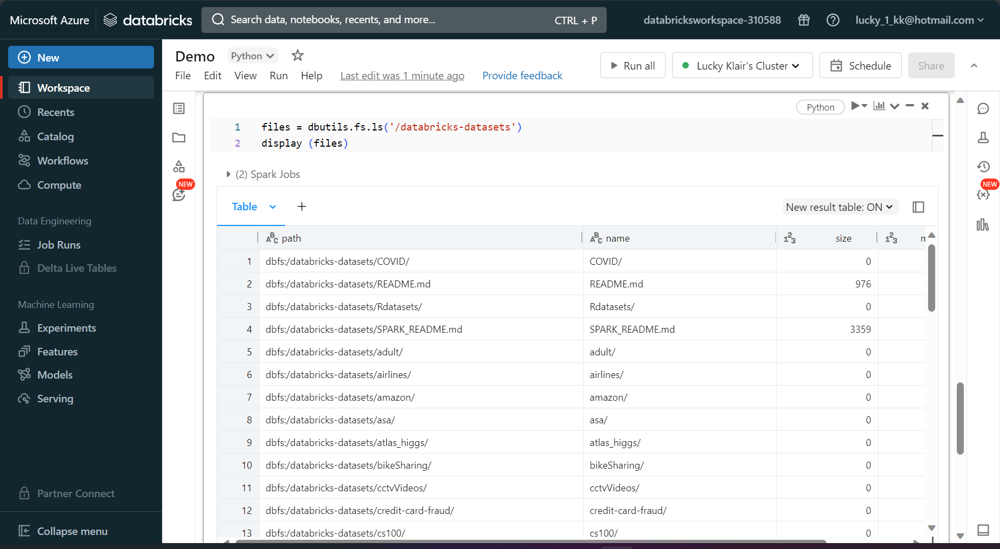 Microsoft Azure databricks Search data, notebooks, recents, and more... CTRL + P databricksworkspace-310588 lucky_1_kk@hotmail.com
New
Workspace
Recents
Catalog
Workflows
Compute
Data Engineering
Job Runs
Delta Live Tables
Machine Learning
Experiments
Features
Models
Serving
Partner Connect
Collapse menu
Demo Python
File Edit View Run Help Last edit was 1 minute ago Provide feedback
Run all Lucky Klair's Cluster Schedule Share
NEW
Python
1 files = dbutils.fs.ls('/databricks-datasets')
2 display (files)
(2) Spark Jobs
Table + New result table: ON
path name size m
1 dbfs:/databricks-datasets/COVID/ COVID/ 0
2 dbfs:/databricks-datasets/README.md README.md 976
3 dbfs:/databricks-datasets/Rdatasets/ Rdatasets/ 0
4 dbfs:/databricks-datasets/SPARK_README.md SPARK_README.md 3359
5 dbfs:/databricks-datasets/adult/ adult/ 0
6 dbfs:/databricks-datasets/airlines/ airlines/ 0
7 dbfs:/databricks-datasets/amazon/ amazon/ 0
8 dbfs:/databricks-datasets/asa/ asa/ 0
9 dbfs:/databricks-datasets/atlas_higgs/ atlas_higgs/ 0
10 dbfs:/databricks-datasets/bikeSharing/ bikeSharing/ 0
11 dbfs:/databricks-datasets/cctvVideos/ cctvVideos/ 0
12 dbfs:/databricks-datasets/credit-card-fraud/ credit-card-fraud/ 0
13 dbfs:/databricks-datasets/cs100/ cs100/ 0
NEW